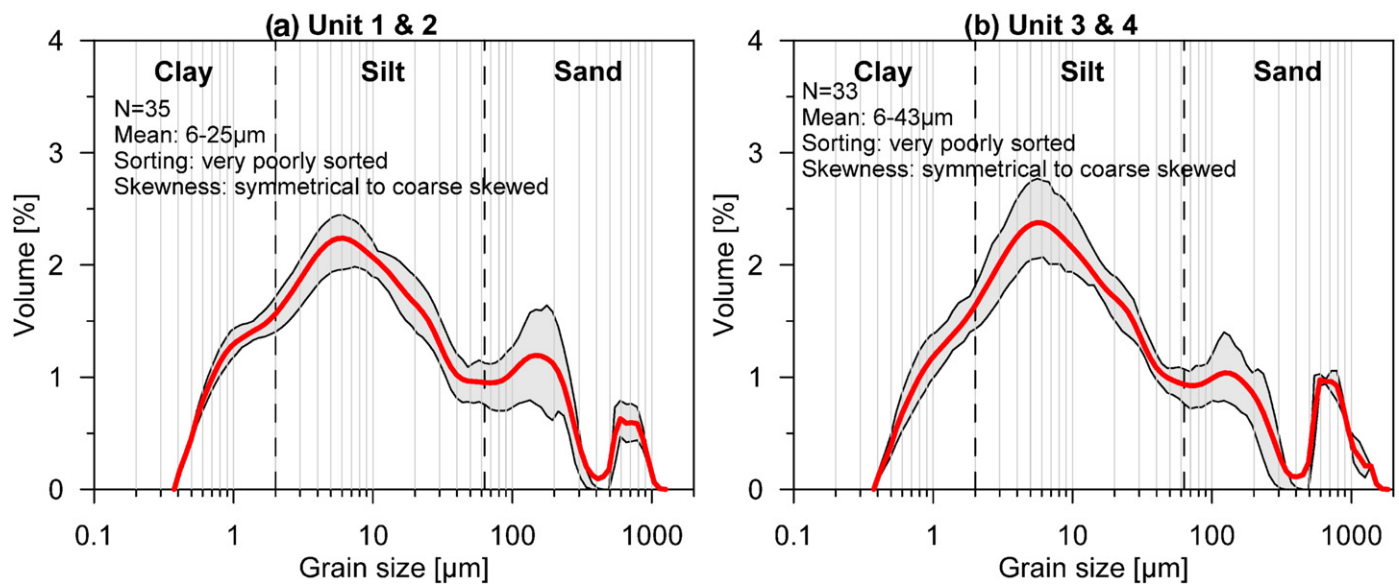 (a) Unit 1 & 2
4
3
2
1
0
Volume [%]
Clay
Silt
Sand
N=35
Mean: 6-25µm
Sorting: very poorly sorted
Skewness: symmetrical to coarse skewed
0.1
1
10
100
1000
Grain size [µm]
(b) Unit 3 & 4
4
3
2
1
0
Volume [%]
Clay
Silt
Sand
N=33
Mean: 6-43µm
Sorting: very poorly sorted
Skewness: symmetrical to coarse skewed
0.1
1
10
100
1000
Grain size [µm]